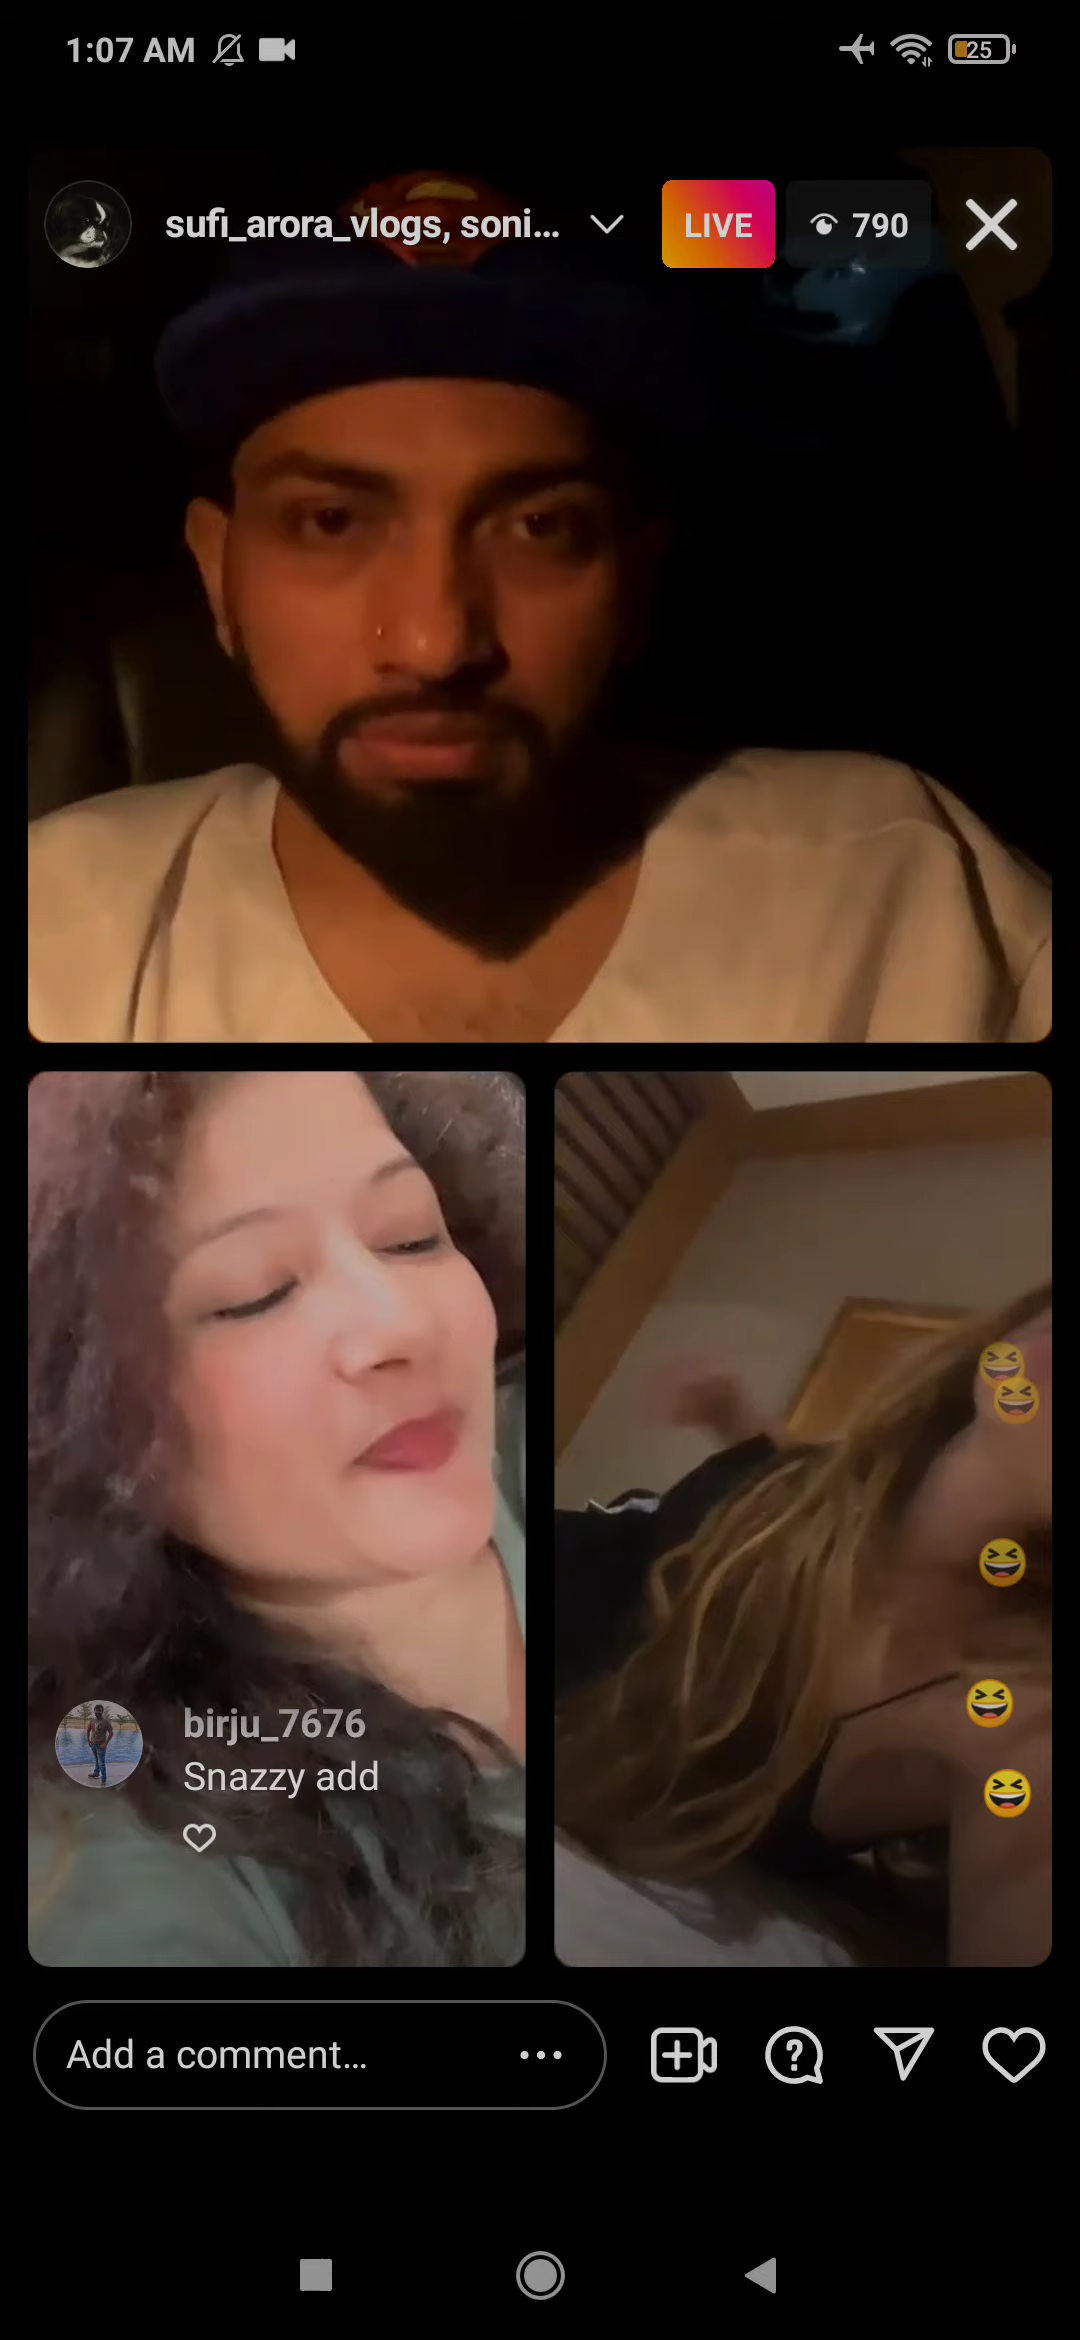 1:07 AM
25
sufi_arora_vlogs, soni...
LIVE
790
birju_7676
Snazzy add
Add a comment...